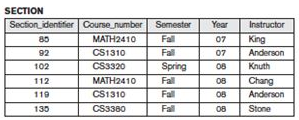 SECTION
Section_identifier Course_number Semester Year Instructor
85 MATH2410 Fall 07 King
92 CS1310 Fall 07 Anderson
102 CS3320 Spring 08 Knuth
112 MATH2410 Fall 08 Chang
119 CS1310 Fall 08 Anderson
135 CS3380 Fall 08 Stone